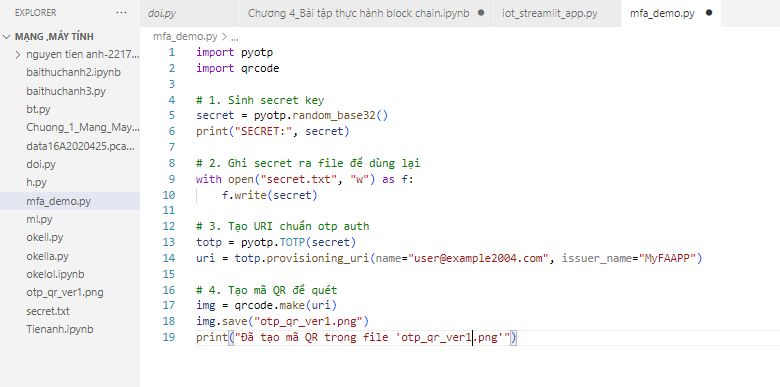 EXPLORER
···
doi.py
Chương 4_Bài tập thực hành block chain.ipynb
iot_streamlit_app.py
mfa_demo.py
MẠNG ,MÁY TÍNH
nguyen tien anh-2217...
baithuchanh2.ipynb
baithuchanh3.py
bt.py
Chuong_1_Mang_May...
data16A2020425.pca...
doi.py
h.py
mfa_demo.py
ml.py
okell.py
okella.py
okelol.ipynb
otp_qr_ver1.png
secret.txt
Tienanh.ipynb
mfa_demo.py > ...
1 import pyotp
2 import qrcode
3
4 # 1. Sinh secret key
5 secret = pyotp.random_base32()
6 print("SECRET:", secret)
7
8 # 2. Ghi secret ra file để dùng lại
9 with open("secret.txt", "w") as f:
10     f.write(secret)
11
12 # 3. Tạo URI chuẩn otp auth
13 totp = pyotp.TOTP(secret)
14 uri = totp.provisioning_uri(name="user@example2004.com", issuer_name="MyFAAPP")
15
16 # 4. Tạo mã QR để quét
17 img = qrcode.make(uri)
18 img.save("otp_qr_ver1.png")
19 print("Đã tạo mã QR trong file 'otp_qr_ver1.png'")